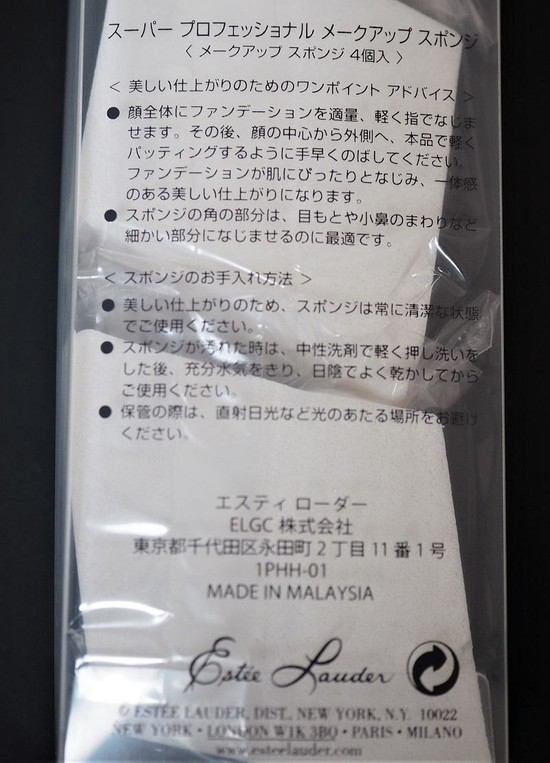 スーパー プロフェッショナル メークアップ スポンジ
〈 メークアップ スポンジ 4個入 〉
< 美しい仕上がりのためのワンポイント アドバイス >
● 顔全体にファンデーションを適量、軽く指でなじま
せます。その後、顔の中心から外側へ、本品で軽く
パッティングするように手早くのばしてください。
ファンデーションが肌にぴったりとなじみ、一体感
のある美しい仕上がりになります。
● スポンジの角の部分は、目もとや小鼻のまわりなど
細かい部分になじませるのに最適です。
< スポンジのお手入れ方法 >
● 美しい仕上がりのため、スポンジは常に清潔な状態
でご使用ください。
● スポンジが汚れた時は、中性洗剤で軽く押し洗いを
した後、充分水気をきり、日陰でよく乾かしてから
ご使用ください。
● 保管の際は、直射日光など光のあたる場所をお避け
ください。
エスティ ローダー
ELGC 株式会社
東京都千代田区永田町 2 丁目 11 番 1 号
1PHH-01
MADE IN MALAYSIA
Estée Lauder
© ESTĒE LAUDER, DIST., NEW YORK, N.Y. 10022
NEW YORK • LONDON W1K 3BQ • PARIS • MILANO
www.esteelauder.com